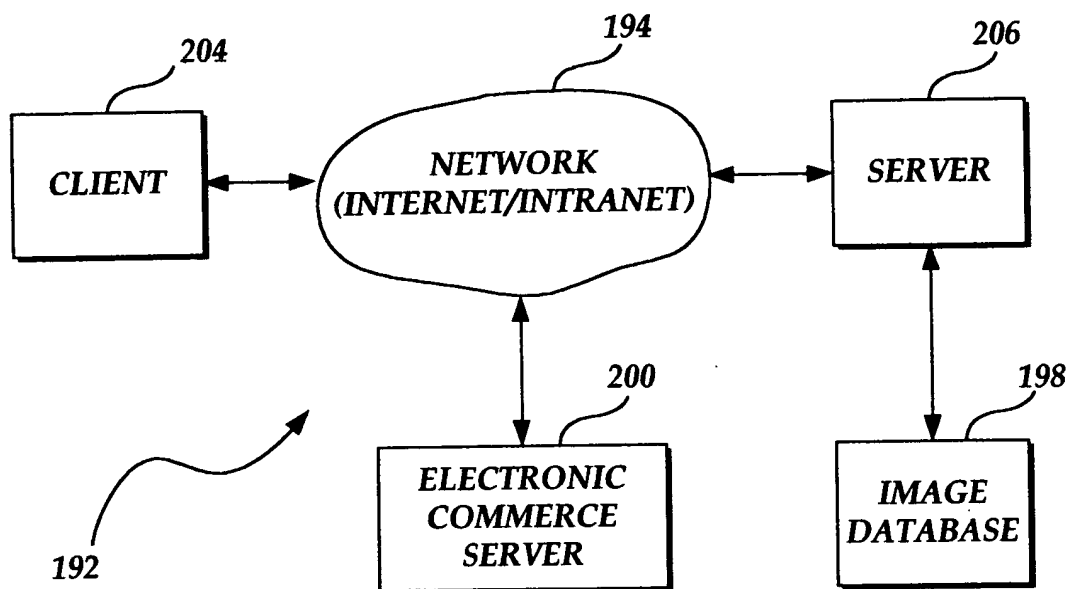 204
194
206
CLIENT
NETWORK
(INTERNET/INTRANET)
SERVER
200
198
192
ELECTRONIC
COMMERCE
SERVER
IMAGE
DATABASE